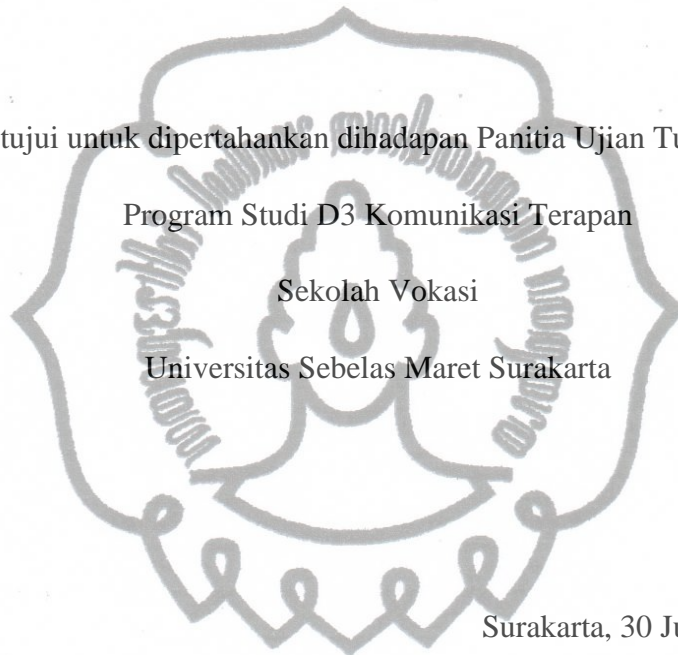 tujui untuk dipertahankan dihadapan Panitia Ujian Tu
Program Studi D3 Komunikasi Terapan
Sekolah Vokasi
Universitas Sebelas Maret Surakarta
Surakarta, 30 Ju